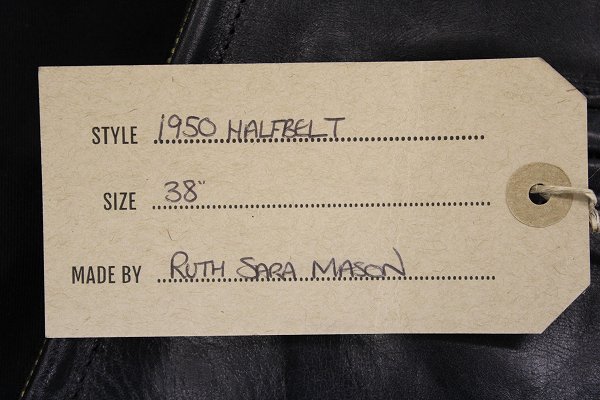 STYLE 1950 HALFBELT
SIZE 38"
MADE BY RUTH SARA MASON